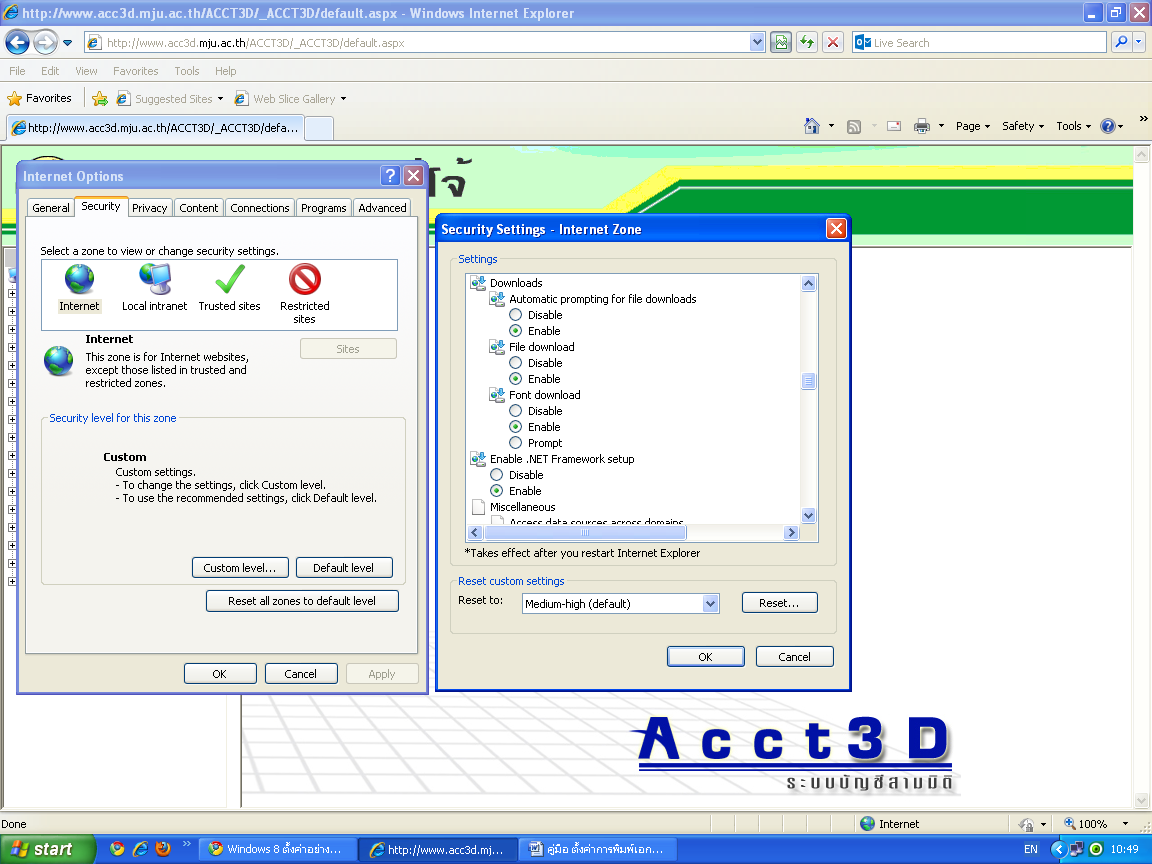 http://www.acc3d.mju.ac.th/ACCT3D/_ACCT3D/default.aspx - Windows Internet Explorer
http://www.acc3d.mju.ac.th/ACCT3D/_ACCT3D/default.aspx
Live Search
File Edit View Favorites Tools Help
Favorites Suggested Sites Web Slice Gallery
http://www.acc3d.mju.ac.th/ACCT3D/_ACCT3D/defa...
Page Safety Tools
Internet Options
General Security Privacy Content Connections Programs Advanced
Select a zone to view or change security settings.
Internet Local intranet Trusted sites Restricted sites
Internet
This zone is for Internet websites,
except those listed in trusted and
restricted zones.
Sites
Security level for this zone
Custom
Custom settings.
- To change the settings, click Custom level.
- To use the recommended settings, click Default level.
Custom level... Default level
Reset all zones to default level
OK Cancel Apply
Security Settings - Internet Zone
Settings
Downloads
Automatic prompting for file downloads
Disable
Enable
File download
Disable
Enable
Font download
Disable
Enable
Prompt
Enable .NET Framework setup
Disable
Enable
Miscellaneous
Access data sources across domains
*Takes effect after you restart Internet Explorer
Reset custom settings
Reset to: Medium-high (default) Reset...
OK Cancel
Acct3D
ระบบบัญชีสามมิติ
Done
Internet
100%
start
Windows 8 ตั้งค่าอย่าง...
http://www.acc3d.mj...
คู่มือ ตั้งค่าการพิมพ์เอก...
EN
10:49